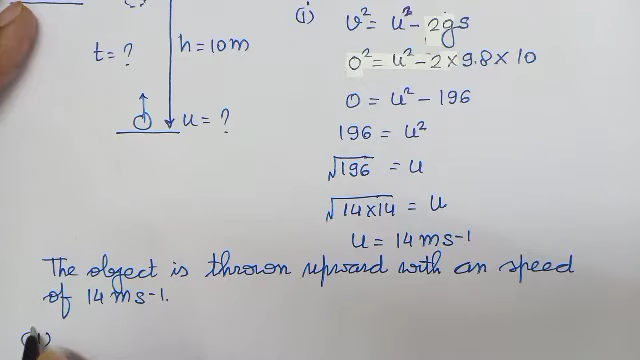 (i) v² = u² - 2gs
t = ? h = 10m 0² = u² - 2 × 9.8 × 10
0 = u² - 196
u = ? 196 = u²
√196 = u
√14×14 = u
u = 14 ms-1
The object is thrown upward with an speed
of 14 ms-1.